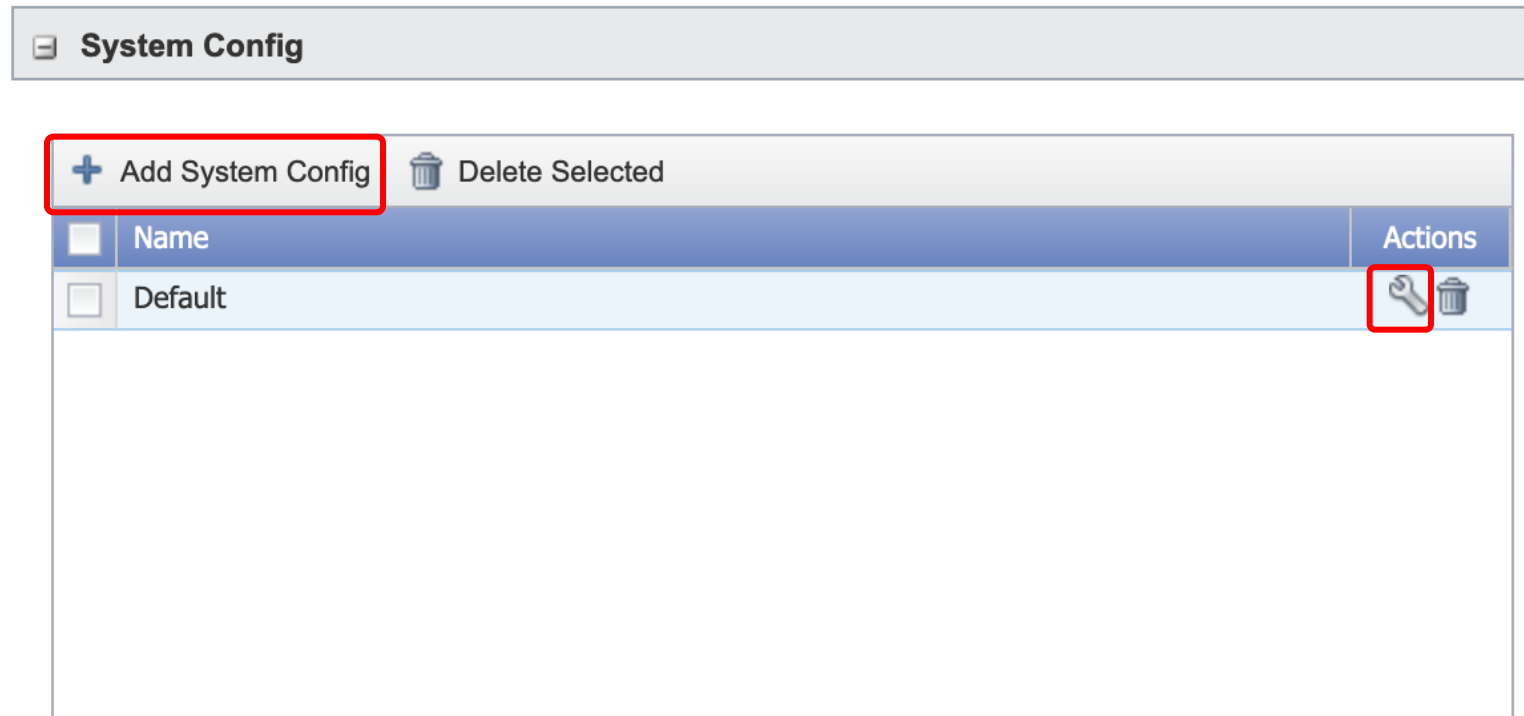 System Config
Add System Config Delete Selected
Name Actions
Default